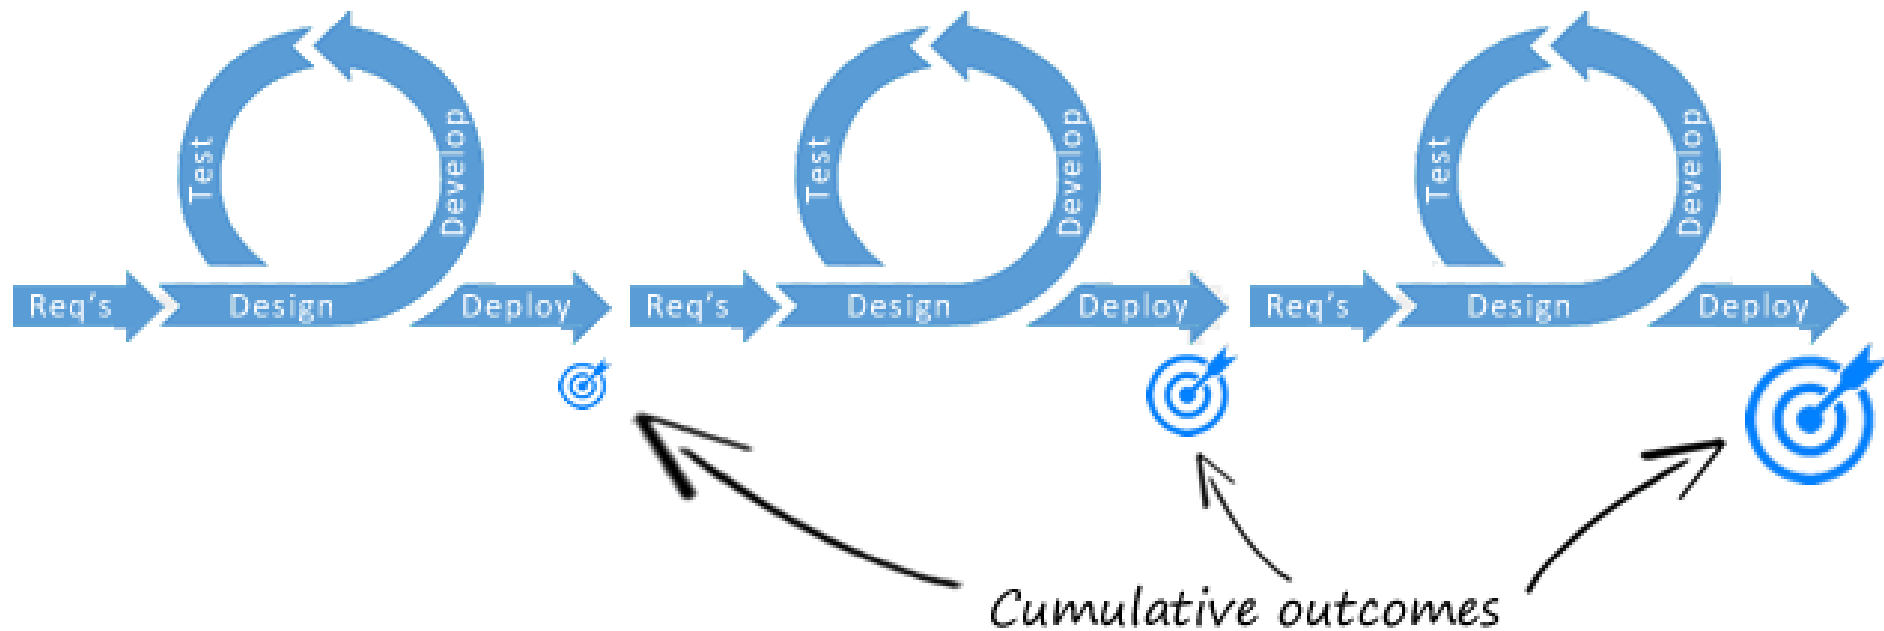 Test
Develop
Req's
Design
Deploy
Test
Develop
Req's
Design
Deploy
Test
Develop
Req's
Design
Deploy
Cumulative outcomes